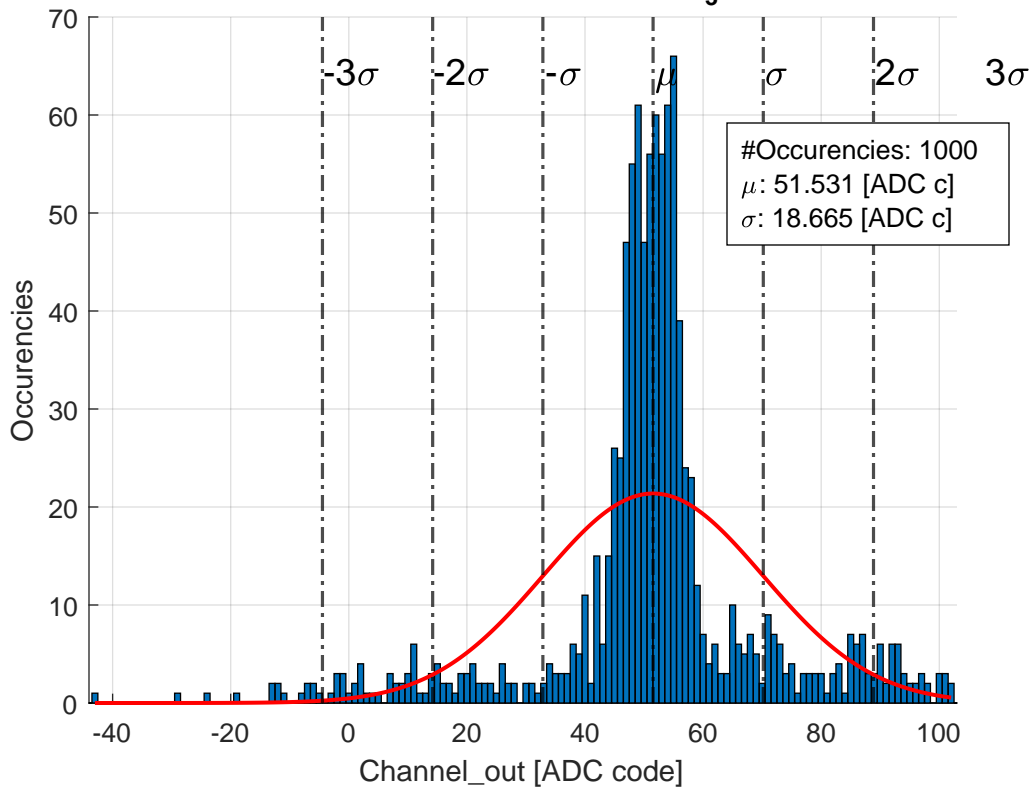 70
60
50
40
30
20
10
0
Occurencies
-3σ -2σ -σ μ σ 2σ 3σ
#Occurencies: 1000
μ: 51.531 [ADC c]
σ: 18.665 [ADC c]
-40 -20 0 20 40 60 80 100
Channel_out [ADC code]